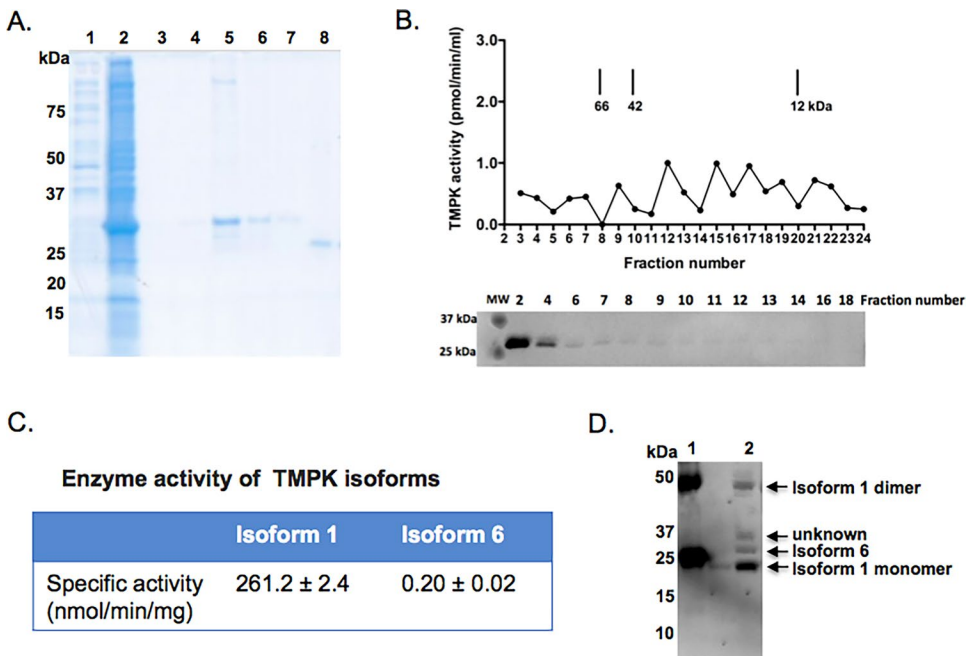 A.
1 2 3 4 5 6 7 8
kDa
75
50
37
25
20
15
B.
TMPK activity (pmol/min/ml)
3.0
2.0
1.0
0.0
66 42 12 kDa
2 3 4 5 6 7 8 9 10 11 12 13 14 15 16 17 18 19 20 21 22 23 24
Fraction number
MW 2 4 6 7 8 9 10 11 12 13 14 16 18 Fraction number
37 kDa
25 kDa
C.
Enzyme activity of TMPK isoforms
Isoform 1 Isoform 6
Specific activity 261.2 ± 2.4 0.20 ± 0.02
(nmol/min/mg)
D.
kDa 1 2
50
37
25
15
10
Isoform 1 dimer
unknown
Isoform 6
Isoform 1 monomer